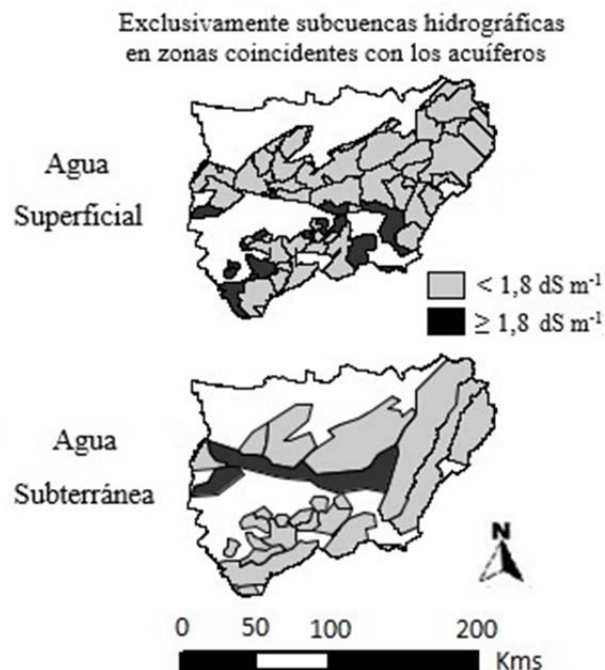 Exclusivamente subcuencas hidrográficas
en zonas coincidentes con los acuíferos
Agua
Superficial
< 1,8 dS m-1
≥ 1,8 dS m-1
Agua
Subterránea
N
0 50 100 200
Kms